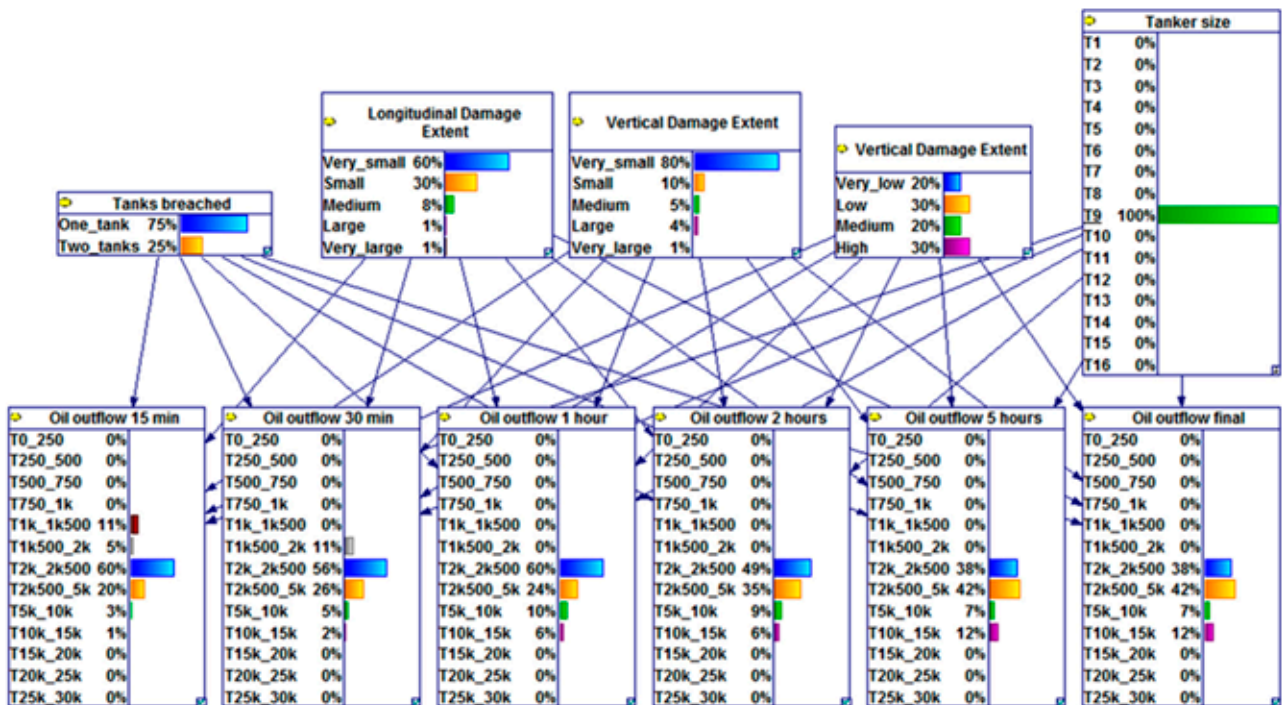 Tanker size
T1 0%
T2 0%
T3 0%
T4 0%
T5 0%
T6 0%
T7 0%
T8 0%
T9 100%
T10 0%
T11 0%
T12 0%
T13 0%
T14 0%
T15 0%
T16 0%
Longitudinal Damage
Extent
Very_small 60%
Small 30%
Medium 8%
Large 1%
Very_large 1%
Vertical Damage Extent
Very_small 80%
Small 10%
Medium 5%
Large 4%
Very_large 1%
Vertical Damage Extent
Very_low 20%
Low 30%
Medium 20%
High 30%
Tanks breached
One_tank 75%
Two_tanks 25%
Oil outflow 15 min
T0_250 0%
T250_500 0%
T500_750 0%
T750_1k 0%
T1k_1k500 11%
T1k500_2k 5%
T2k_2k500 60%
T2k500_5k 20%
T5k_10k 3%
T10k_15k 1%
T15k_20k 0%
T20k_25k 0%
T25k_30k 0%
Oil outflow 30 min
T0_250 0%
T250_500 0%
T500_750 0%
T750_1k 0%
T1k_1k500 0%
T1k500_2k 11%
T2k_2k500 56%
T2k500_5k 26%
T5k_10k 5%
T10k_15k 2%
T15k_20k 0%
T20k_25k 0%
T25k_30k 0%
Oil outflow 1 hour
T0_250 0%
T250_500 0%
T500_750 0%
T750_1k 0%
T1k_1k500 0%
T1k500_2k 0%
T2k_2k500 60%
T2k500_5k 24%
T5k_10k 10%
T10k_15k 6%
T15k_20k 0%
T20k_25k 0%
T25k_30k 0%
Oil outflow 2 hours
T0_250 0%
T250_500 0%
T500_750 0%
T750_1k 0%
T1k_1k500 0%
T1k500_2k 0%
T2k_2k500 49%
T2k500_5k 35%
T5k_10k 9%
T10k_15k 6%
T15k_20k 0%
T20k_25k 0%
T25k_30k 0%
Oil outflow 5 hours
T0_250 0%
T250_500 0%
T500_750 0%
T750_1k 0%
T1k_1k500 0%
T1k500_2k 0%
T2k_2k500 38%
T2k500_5k 42%
T5k_10k 7%
T10k_15k 12%
T15k_20k 0%
T20k_25k 0%
T25k_30k 0%
Oil outflow final
T0_250 0%
T250_500 0%
T500_750 0%
T750_1k 0%
T1k_1k500 0%
T1k500_2k 0%
T2k_2k500 38%
T2k500_5k 42%
T5k_10k 7%
T10k_15k 12%
T15k_20k 0%
T20k_25k 0%
T25k_30k 0%